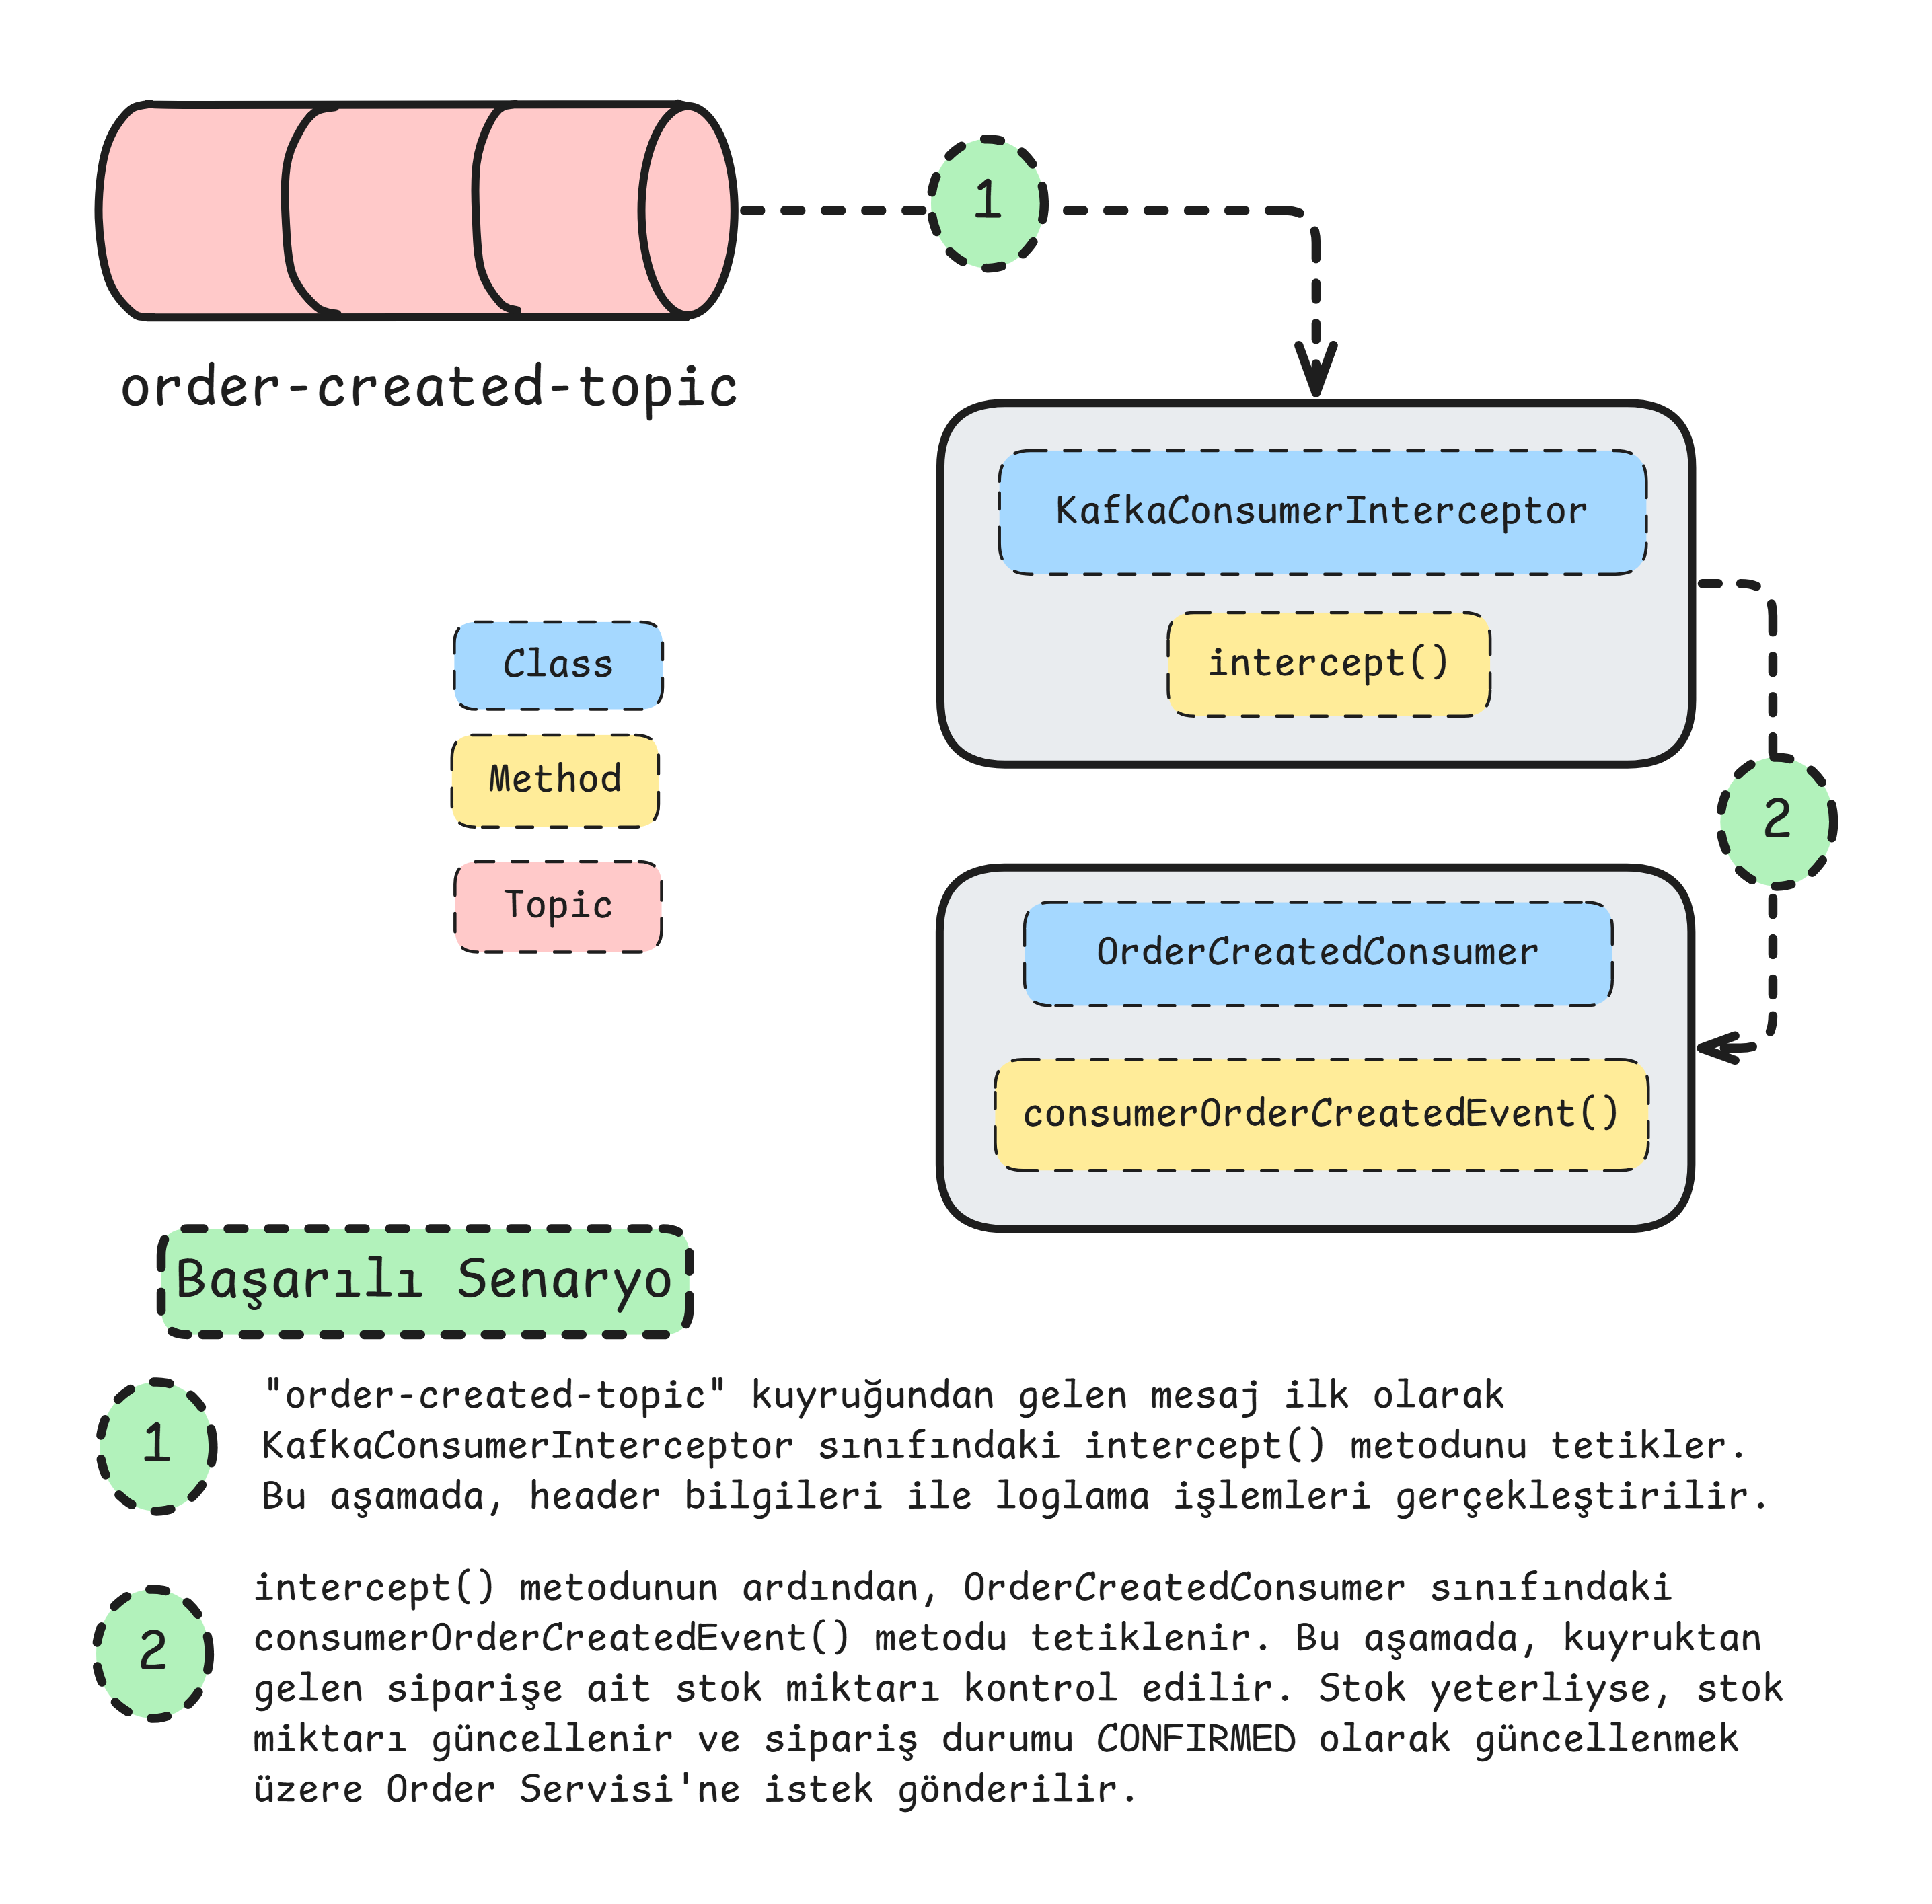 1
order-created-topic
KafkaConsumerInterceptor
intercept()
Class
Method
Topic
2
OrderCreatedConsumer
consumerOrderCreatedEvent()
Başarılı Senaryo
1
"order-created-topic" kuyruğundan gelen mesaj ilk olarak
KafkaConsumerInterceptor sınıfındaki intercept() metodunu tetikler.
Bu aşamada, header bilgileri ile loglama işlemleri gerçekleştirilir.
2
intercept() metodunun ardından, OrderCreatedConsumer sınıfındaki
consumerOrderCreatedEvent() metodu tetiklenir. Bu aşamada, kuyruktan
gelen siparişe ait stok miktarı kontrol edilir. Stok yeterliyse, stok
miktarı güncellenir ve sipariş durumu CONFIRMED olarak güncellenmek
üzere Order Servisi'ne istek gönderilir.